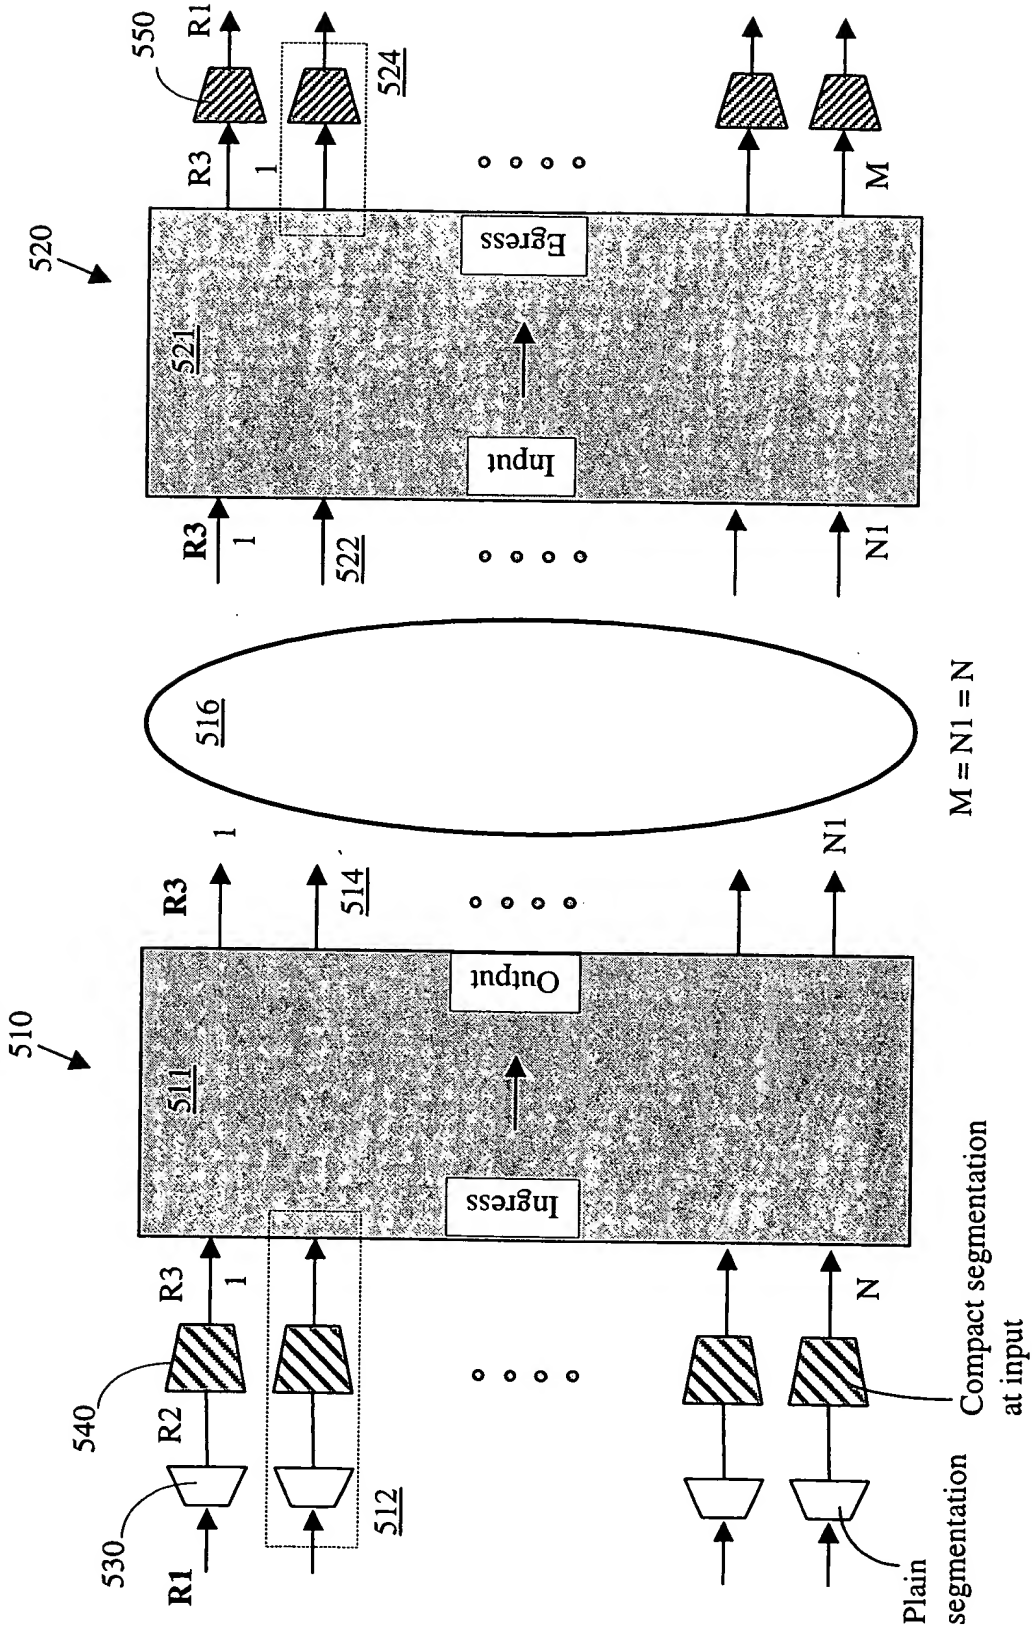 510
520
511
521
516
530
540
550
R1
R2
R3
1
R3
1
R3
1
R3
1
R1
512
514
522
524
Ingress
Output
Input
Egress
N
N1
N1
M
Plain
segmentation
Compact segmentation
at input
M = N1 = N